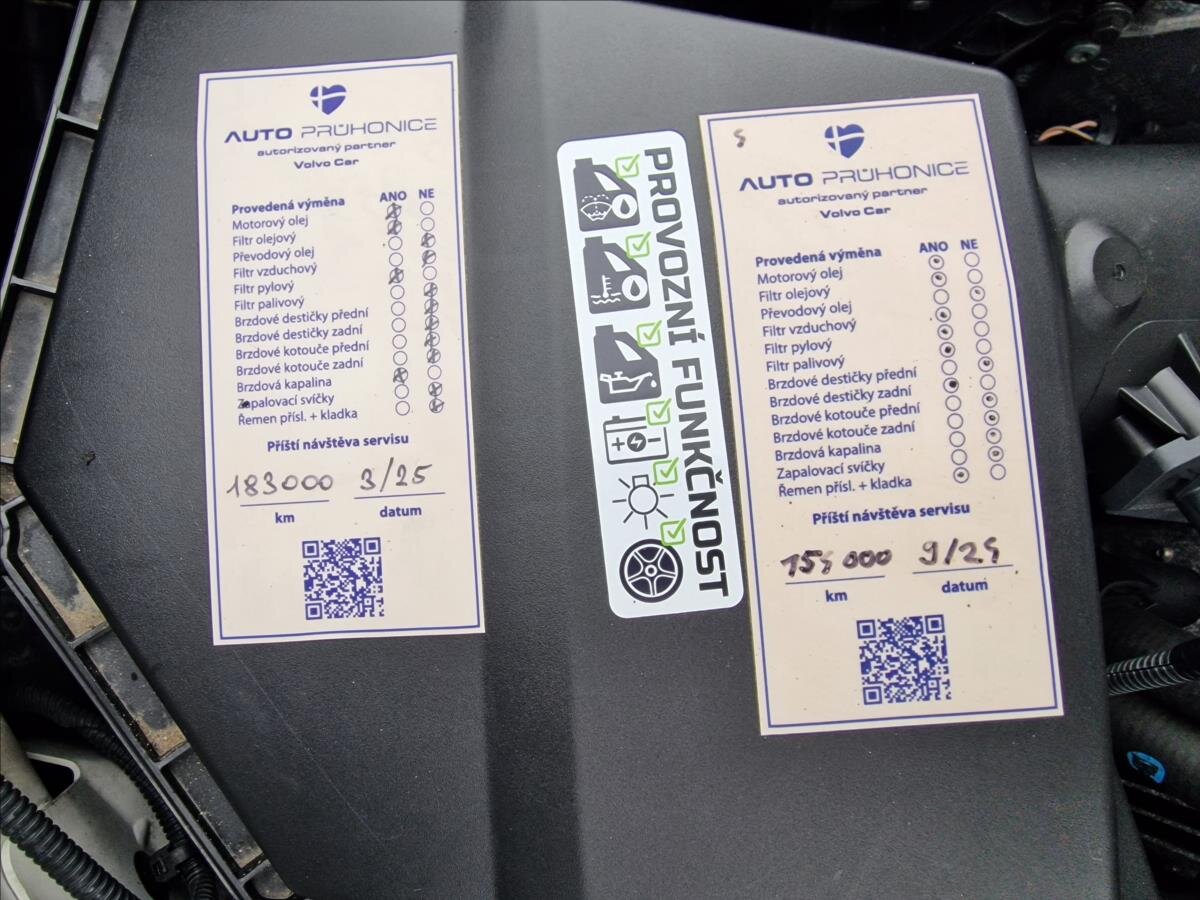 AUTO PRŮHONICE
autorizovaný partner
Volvo Car
Provedená výměna ANO NE
Motorový olej
Filtr olejový
Převodový olej
Filtr vzduchový
Filtr pylový
Filtr palivový
Brzdové destičky přední
Brzdové destičky zadní
Brzdové kotouče přední
Brzdové kotouče zadní
Brzdová kapalina
Zapalovací svíčky
Řemen přísl. + kladka
Příští návštěva servisu
183000 3/25
km datum
PROVOZNÍ FUNKČNOST
AUTO PRŮHONICE
autorizovaný partner
Volvo Car
Provedená výměna ANO NE
Motorový olej
Filtr olejový
Převodový olej
Filtr vzduchový
Filtr pylový
Filtr palivový
Brzdové destičky přední
Brzdové destičky zadní
Brzdové kotouče přední
Brzdové kotouče zadní
Brzdová kapalina
Zapalovací svíčky
Řemen přísl. + kladka
Příští návštěva servisu
km datum